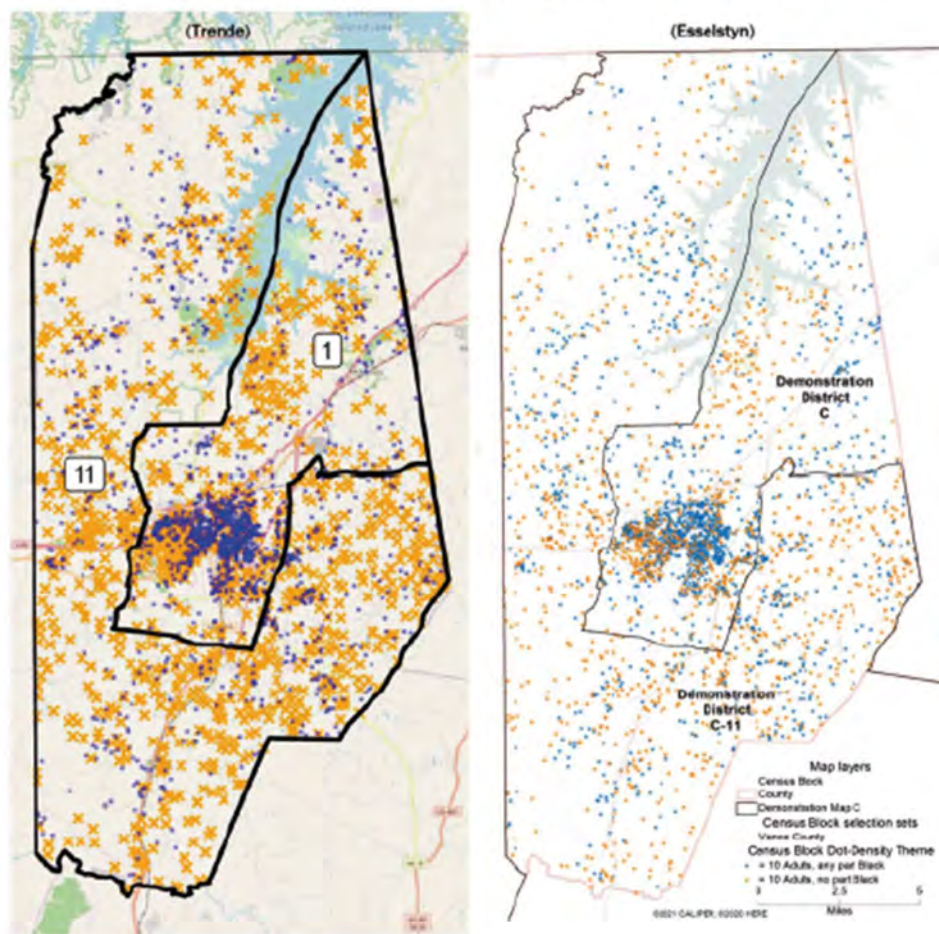 (Trende)
(Esselstyn)
1
11
Demonstration
District
C
Demonstration
District
C-11
Map layers
Census Block
County
Demonstration Map C
Census Block selection sets
Vance County
Census Block Dot-Density Theme
= 10 Adults, any part Black
= 10 Adults, no part Black
0 2.5 5
Miles
©2021 CALIPER; ©2020 HERE